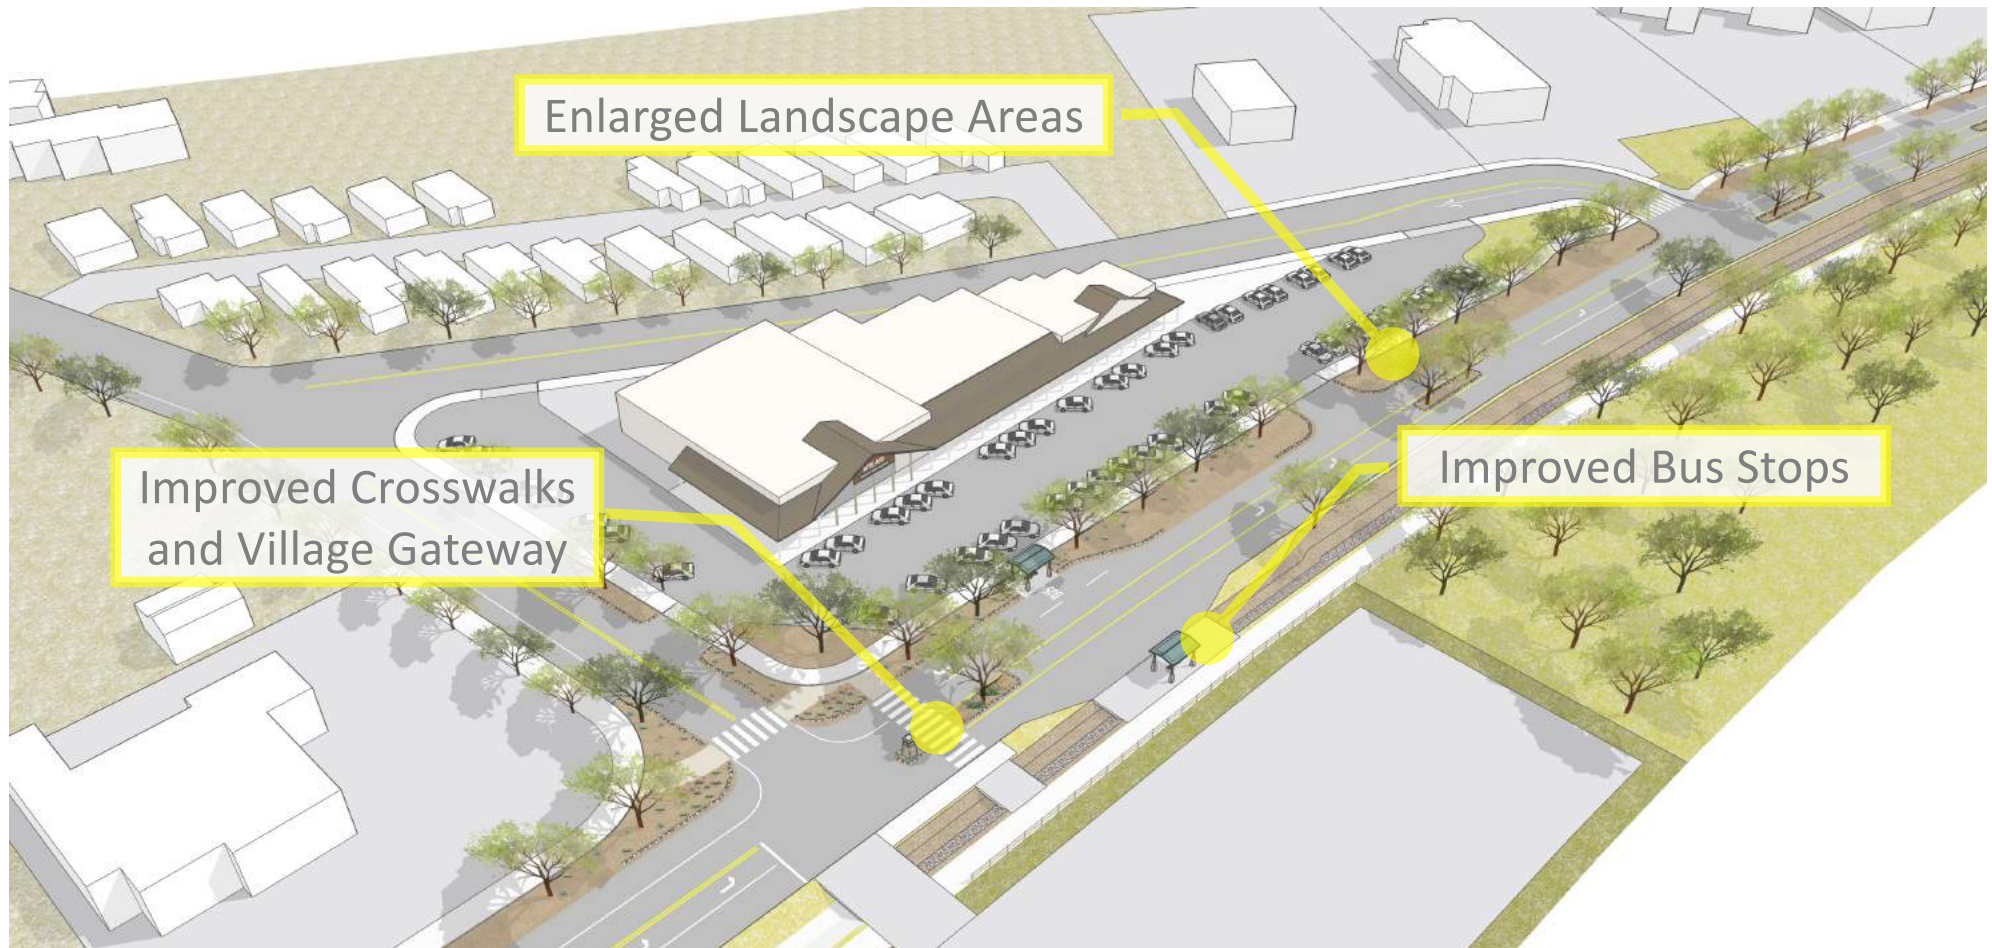 Enlarged Landscape Areas
Improved Bus Stops
Improved Crosswalks
and Village Gateway